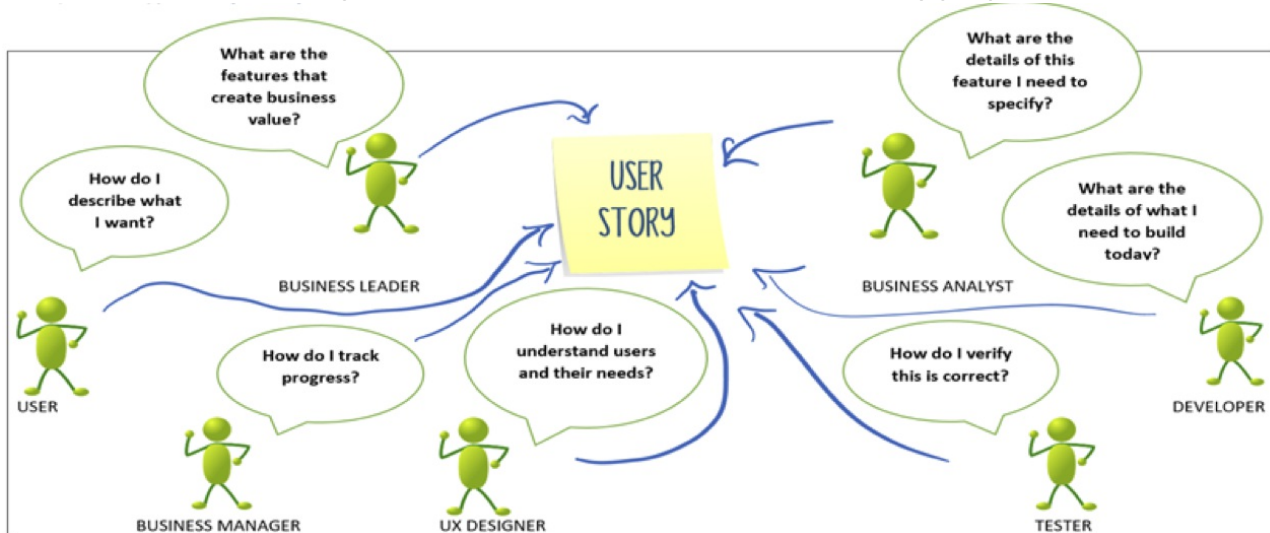 What are the
features that
create business
value?
What are the
details of this
feature I need to
specify?
How do I
describe what
I want?
USER
STORY
What are the
details of what I
need to build
today?
BUSINESS LEADER
BUSINESS ANALYST
How do I track
progress?
How do I
understand users
and their needs?
How do I verify
this is correct?
USER
DEVELOPER
BUSINESS MANAGER
UX DESIGNER
TESTER